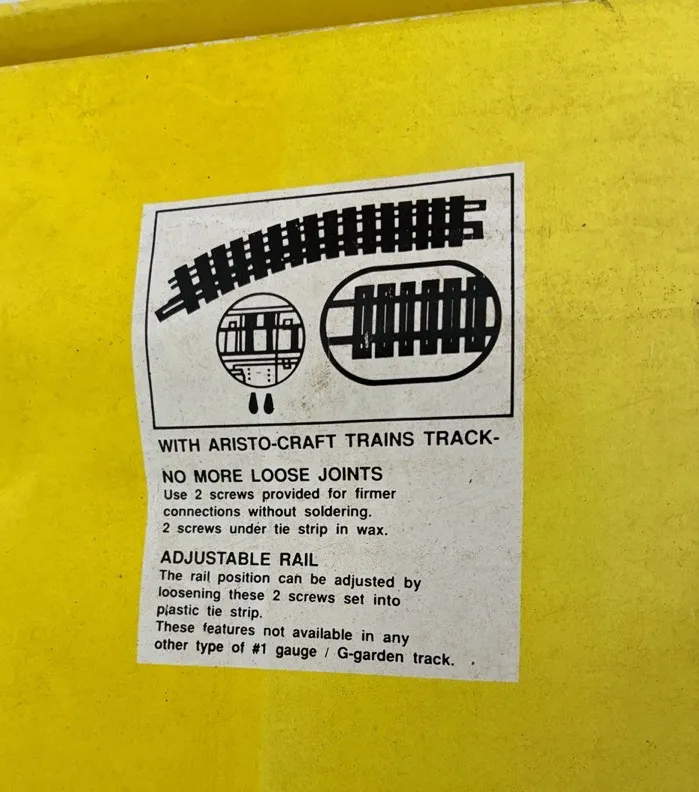 WITH ARISTO-CRAFT TRAINS TRACK-
NO MORE LOOSE JOINTS
Use 2 screws provided for firmer
connections without soldering.
2 screws under tie strip in wax.
ADJUSTABLE RAIL
The rail position can be adjusted by
loosening these 2 screws set into
plastic tie strip.
These features not available in any
other type of #1 gauge / G-garden track.